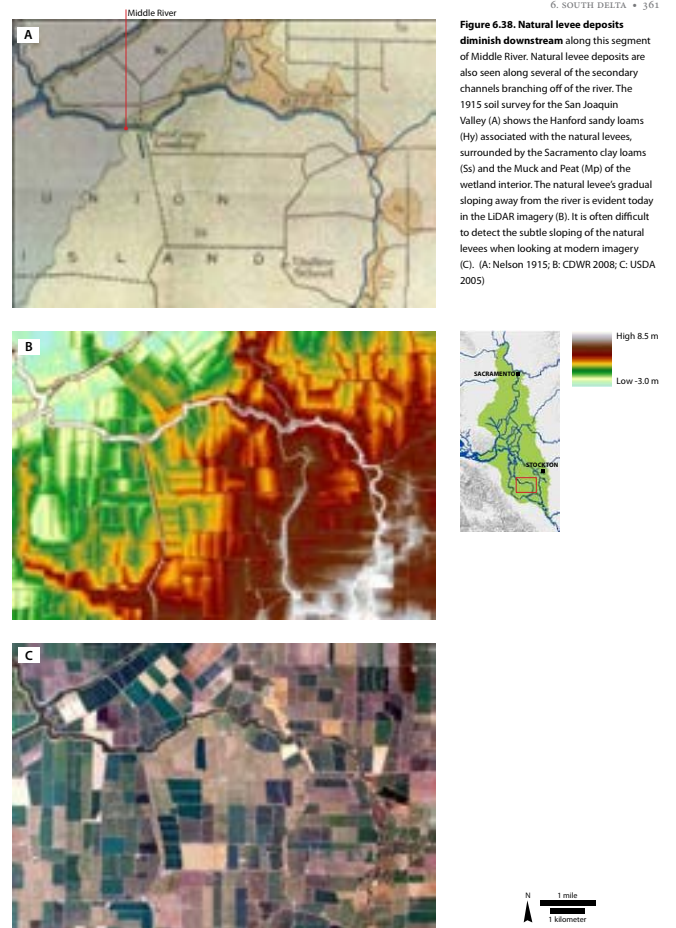 6. SOUTH DELTA • 361
Middle River
A
Figure 6.38. Natural levee deposits
diminish downstream along this segment
of Middle River. Natural levee deposits are
also seen along several of the secondary
channels branching off of the river. The
1915 soil survey for the San Joaquin
Valley (A) shows the Hanford sandy loams
(Hy) associated with the natural levees,
surrounded by the Sacramento clay loams
(Ss) and the Muck and Peat (Mp) of the
wetland interior. The natural levee's gradual
sloping away from the river is evident today
in the LiDAR imagery (B). It is often difficult
to detect the subtle sloping of the natural
levees when looking at modern imagery
(C). (A: Nelson 1915; B: CDWR 2008; C: USDA
2005)
RIVER
Landing
U N I O N
I S L A N D
School
B
High 8.5 m
Low -3.0 m
SACRAMENTO
STOCKTON
C
N
1 mile
1 kilometer